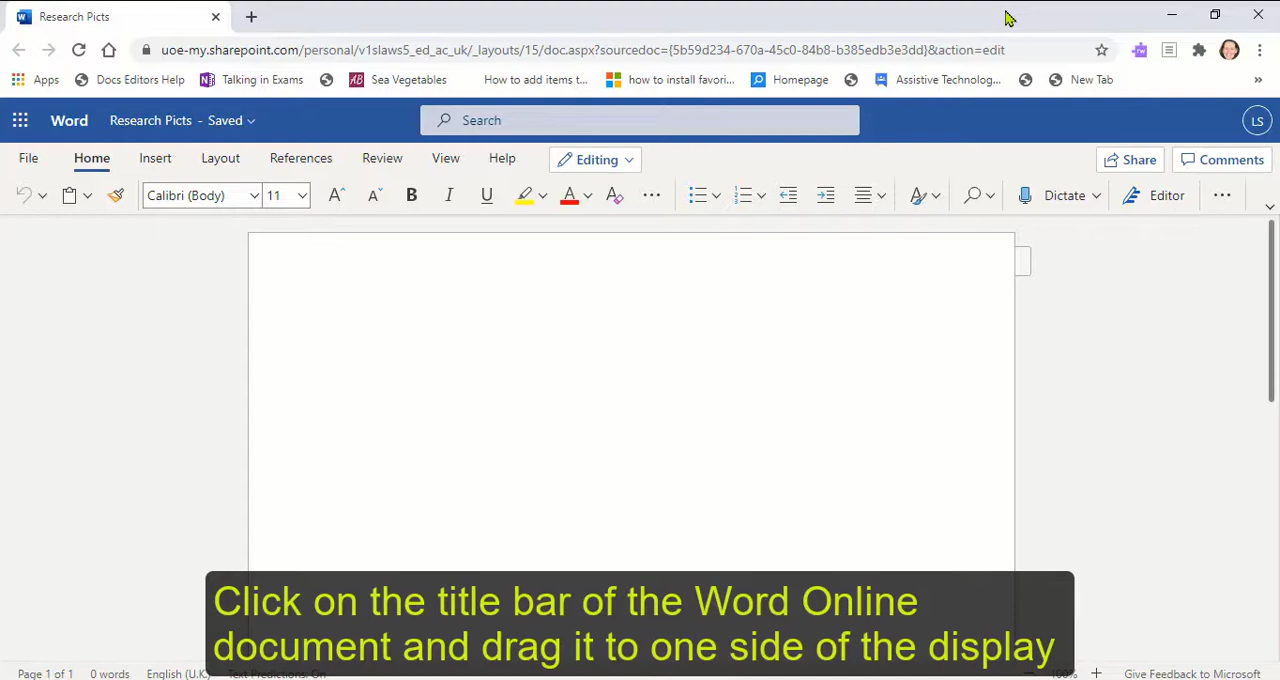 Research Picts
uoe-my.sharepoint.com/personal/v1slaws5_ed_ac_uk/_layouts/15/doc.aspx?sourcedoc={5b59d234-670a-45c0-84b8-b385edb3e3dd}&action=edit
Apps Docs Editors Help Talking in Exams Sea Vegetables How to add items t... how to install favori... Homepage Assistive Technolog... New Tab »
Word Research Picts - Saved Search LS
File Home Insert Layout References Review View Help Editing Share Comments
Calibri (Body) 11 A A B I U A A Dictate Editor
Click on the title bar of the Word Online
document and drag it to one side of the display
Page 1 of 1 0 words English (U.K.) Text Predictions: On 100% Give Feedback to Microsoft